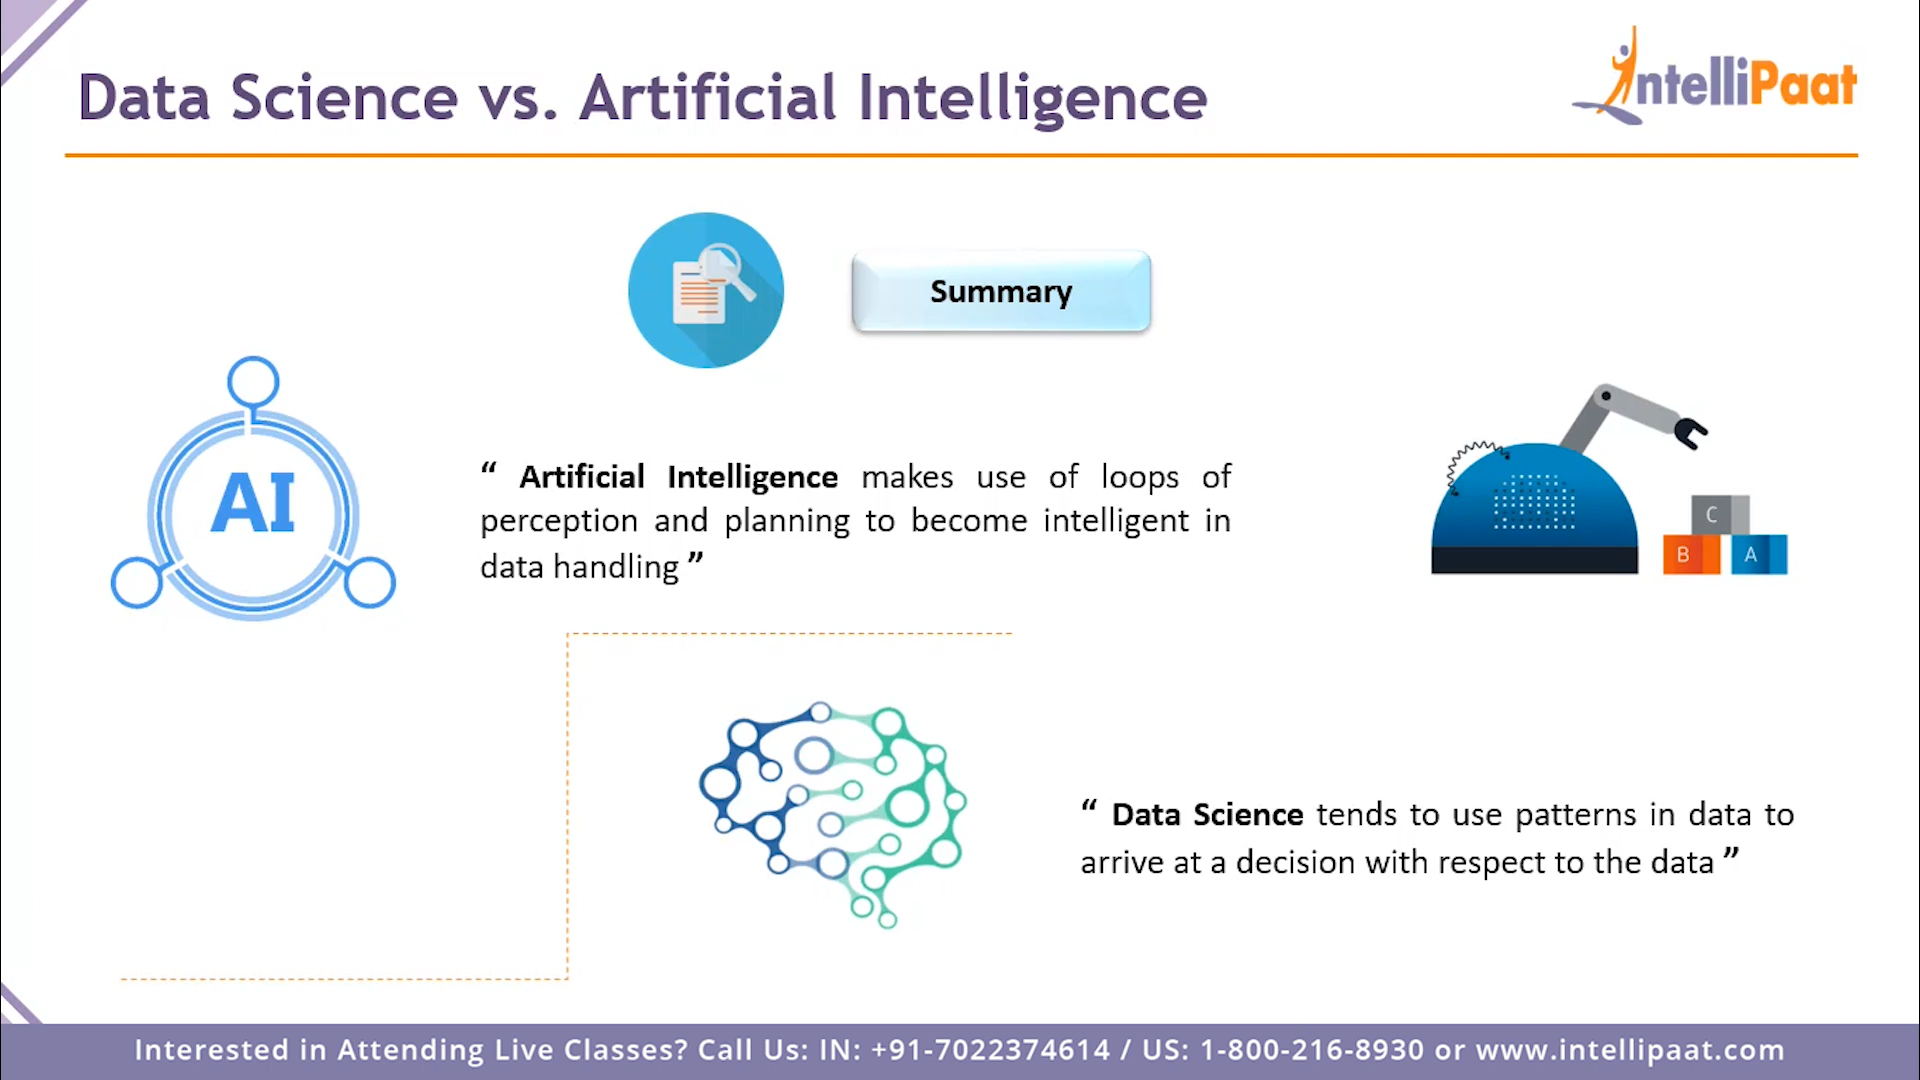 Data Science vs. Artificial Intelligence
IntelliPaat
Summary
AI
“ Artificial Intelligence makes use of loops of
perception and planning to become intelligent in
data handling ”
C
B A
“ Data Science tends to use patterns in data to
arrive at a decision with respect to the data ”
Interested in Attending Live Classes? Call Us: IN: +91-7022374614 / US: 1-800-216-8930 or www.intellipaat.com